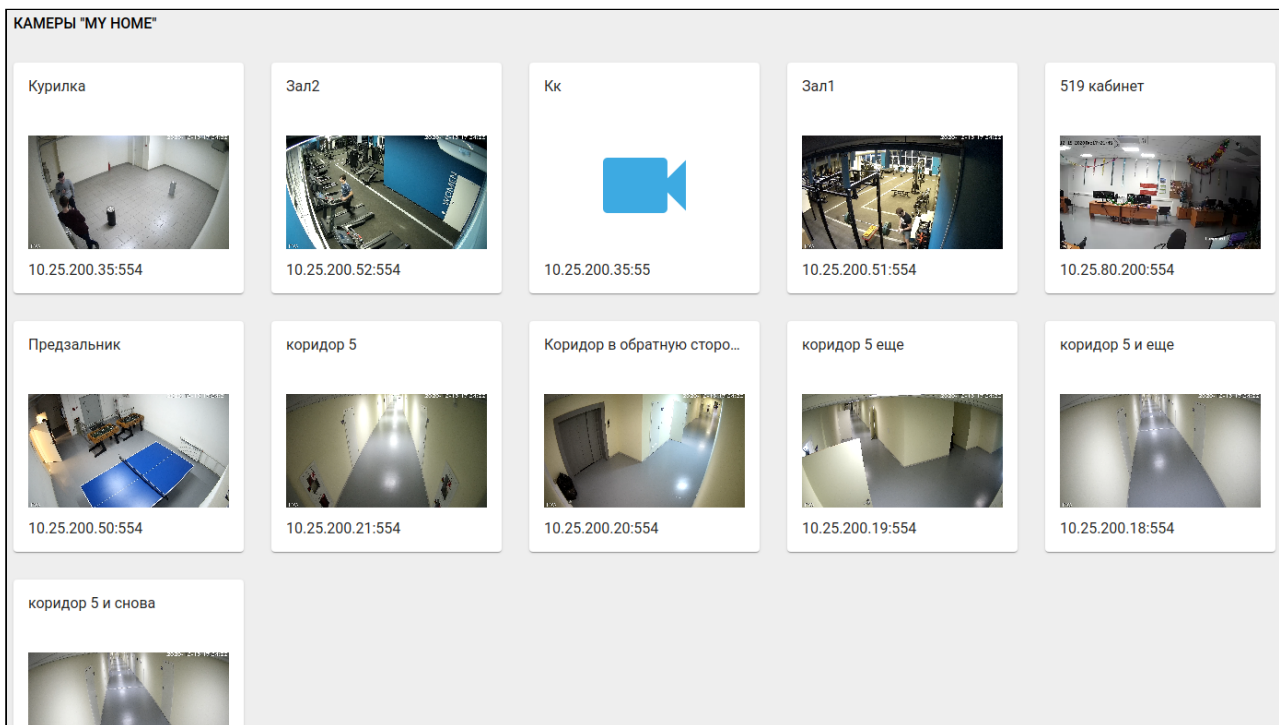 КАМЕРЫ "MY HOME"
Курилка
Зал2
Кк
Зал1
519 кабинет
WOMEN
10.25.200.35:554
10.25.200.52:554
10.25.200.35:55
10.25.200.51:554
10.25.80.200:554
Предзальник
коридор 5
Коридор в обратную сторо...
коридор 5 еще
коридор 5 и еще
10.25.200.50:554
10.25.200.21:554
10.25.200.20:554
10.25.200.19:554
10.25.200.18:554
коридор 5 и снова